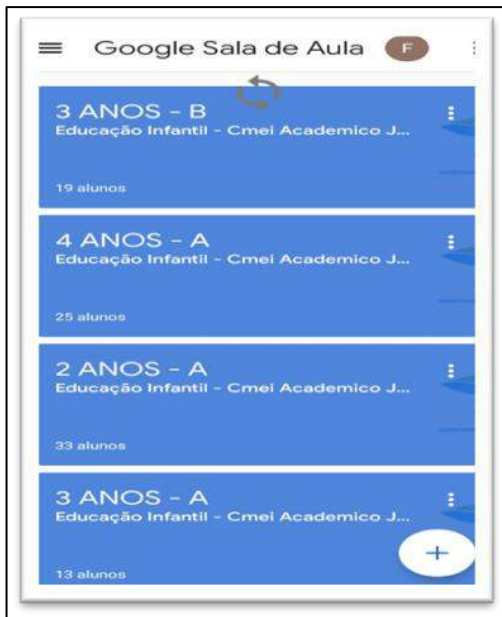 Google Sala de Aula F
3 ANOS - B
Educação Infantil - Cmei Academico J...
19 alunos
4 ANOS - A
Educação Infantil - Cmei Academico J...
25 alunos
2 ANOS - A
Educação Infantil - Cmei Academico J...
33 alunos
3 ANOS - A
Educação Infantil - Cmei Academico J...
13 alunos